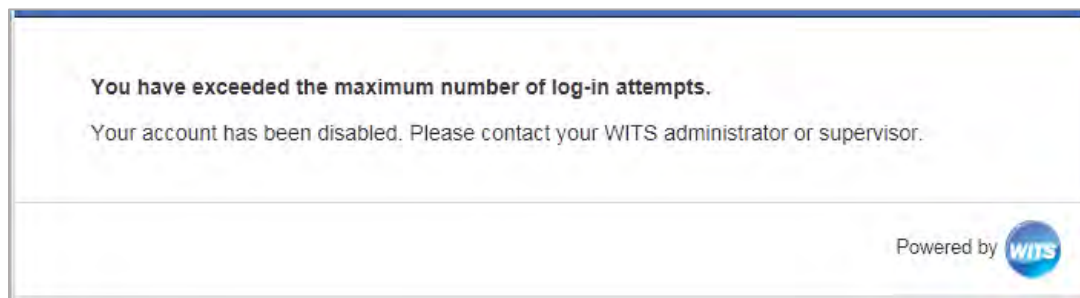 You have exceeded the maximum number of log-in attempts.
Your account has been disabled. Please contact your WITS administrator or supervisor.
Powered by WITS